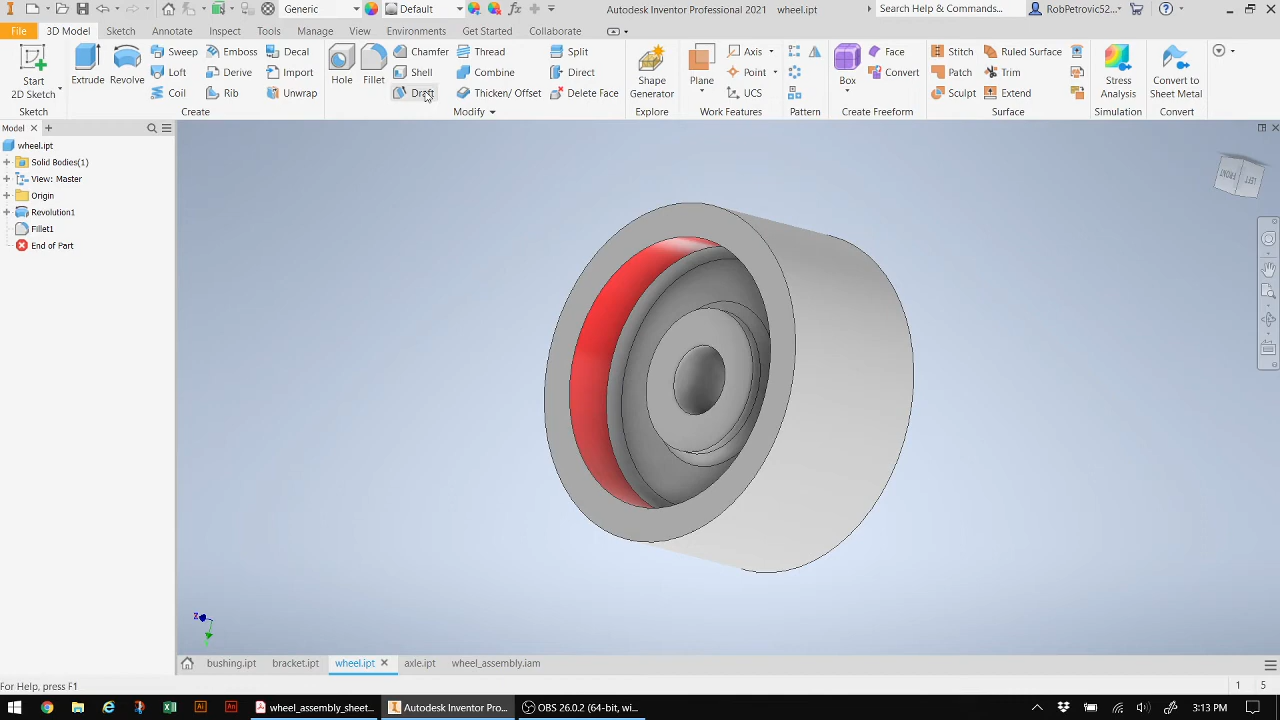 Generic
Default
Autodesk Inventor Professional 2021 wheel.ipt
Search Help & Commands...
RobPetrovic52...
File
3D Model
Sketch
Annotate
Inspect
Tools
Manage
View
Environments
Get Started
Collaborate
Start
2D Sketch
Sketch
Extrude
Revolve
Sweep
Loft
Coil
Emboss
Derive
Rib
Decal
Import
Unwrap
Create
Hole
Fillet
Chamfer
Shell
Thread
Combine
Thicken/ Offset
Split
Direct
Delete Face
Modify
Shape
Generator
Explore
Plane
Axis
Point
UCS
Work Features
Pattern
Box
Face
Convert
Create Freeform
Stitch
Patch
Sculpt
Ruled Surface
Trim
Extend
Surface
Stress
Analysis
Simulation
Convert to
Sheet Metal
Convert
Model
wheel.ipt
Solid Bodies(1)
View: Master
Origin
Revolution1
Fillet1
End of Part
FRONT
LEFT
Z
bushing.ipt
bracket.ipt
wheel.ipt
axle.ipt
wheel_assembly.iam
For Help, press F1
1
5
wheel_assembly_sheet...
Autodesk Inventor Pro...
OBS 26.0.2 (64-bit, wi...
3:13 PM